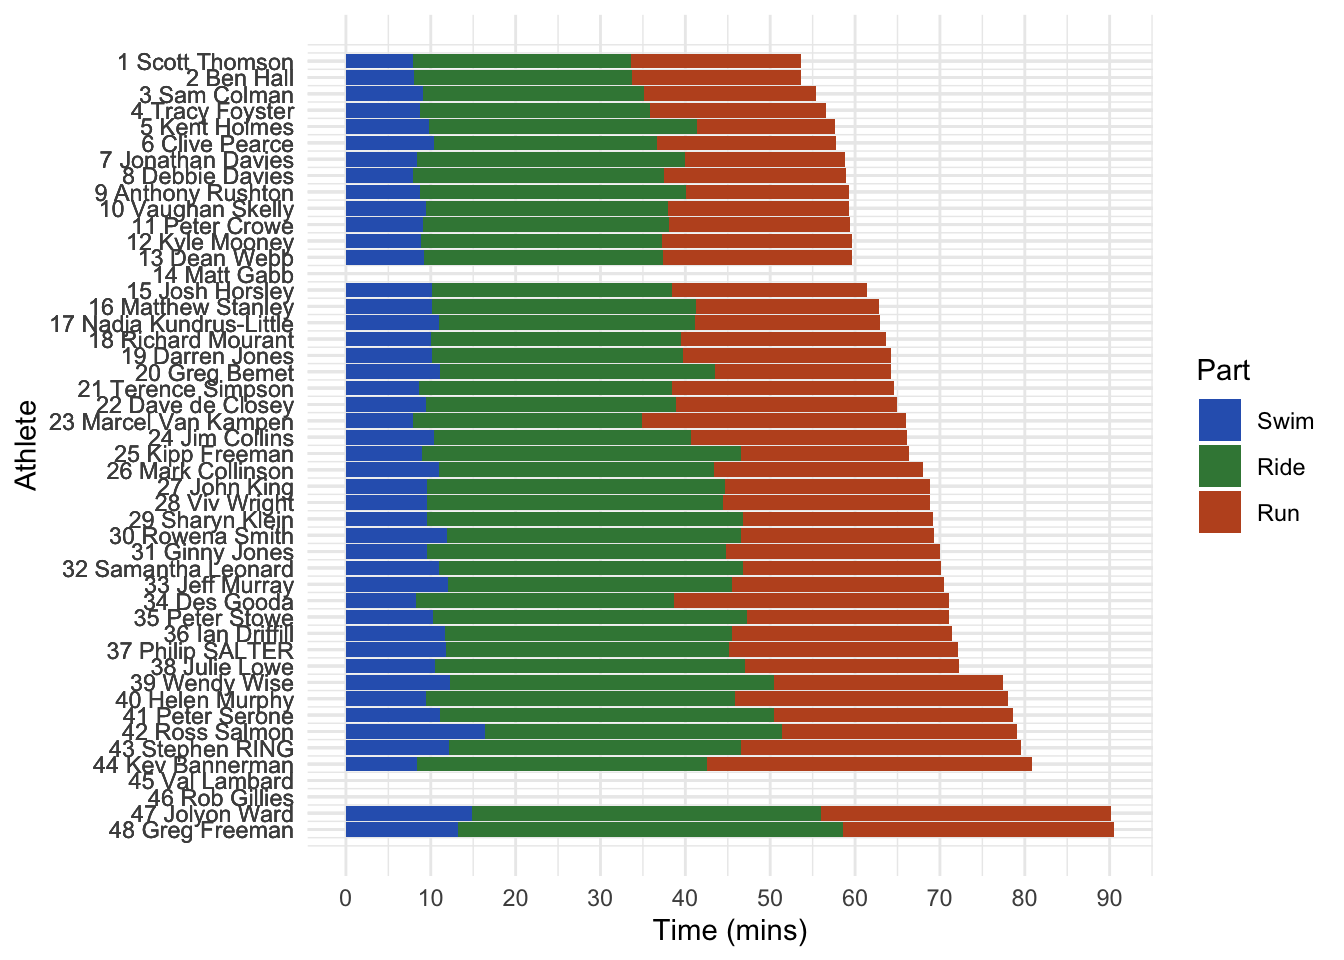 1 Scott Thomson
2 Ben Hall
3 Sam Colman
4 Tracy Foyster
5 Kent Holmes
6 Clive Pearce
7 Jonathan Davies
8 Debbie Davies
9 Anthony Rushton
10 Vaughan Skelly
11 Peter Crowe
12 Kyle Mooney
13 Dean Webb
14 Matt Gabb
15 Josh Horsley
16 Matthew Stanley
17 Nadia Kundrus-Little
18 Richard Mourant
19 Darren Jones
20 Greg Bemet
21 Terence Simpson
22 Dave de Closey
23 Marcel Van Kampen
24 Jim Collins
25 Kipp Freeman
26 Mark Collinson
27 John King
28 Viv Wright
29 Sharyn Klein
30 Rowena Smith
31 Ginny Jones
32 Samantha Leonard
33 Jeff Murray
34 Des Gooda
35 Peter Stowe
36 Ian Driffill
37 Philip SALTER
38 Julie Lowe
39 Wendy Wise
40 Helen Murphy
41 Peter Serone
42 Ross Salmon
43 Stephen RING
44 Kev Bannerman
45 Val Lambard
46 Rob Gillies
47 Jolyon Ward
48 Greg Freeman
Athlete
0 10 20 30 40 50 60 70 80 90
Time (mins)
Part
Swim
Ride
Run